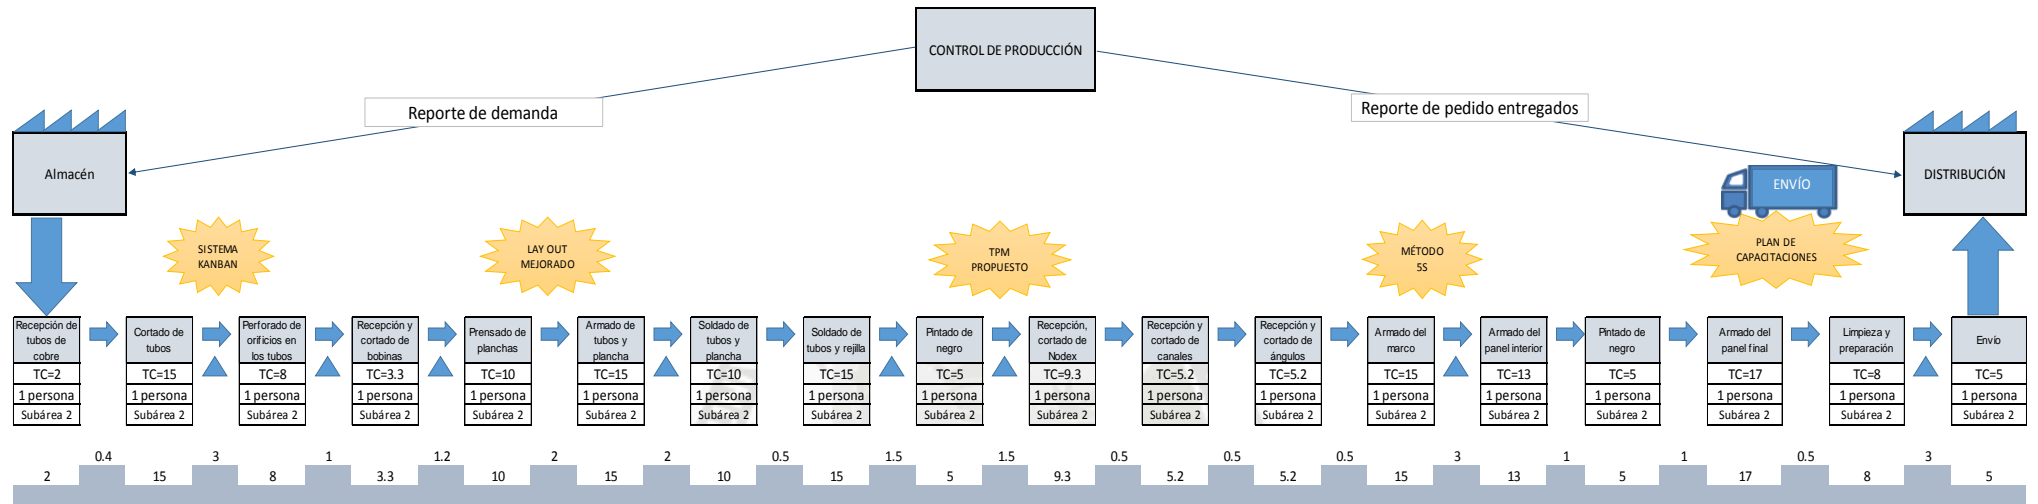 CONTROL DE PRODUCCIÓN
Reporte de demanda
Reporte de pedido entregados
Almacén
ENVÍO
DISTRIBUCIÓN
SISTEMA
KANBAN
LAY OUT
MEJORADO
TPM
PROPUESTO
MÉTODO
5S
PLAN DE
CAPACITACIONES
Recepción de
tubos de
cobre
TC=2
1 persona
Subárea 2
Cortado de
tubos
TC=15
1 persona
Subárea 2
Perforado de
orificios en
los tubos
TC=8
1 persona
Subárea 2
Recepción y
cortado de
bobinas
TC=3.3
1 persona
Subárea 2
Prensado de
planchas
TC=10
1 persona
Subárea 2
Armado de
tubos y
plancha
TC=15
1 persona
Subárea 2
Soldado de
tubos y
plancha
TC=10
1 persona
Subárea 2
Soldado de
tubos y rejilla
TC=15
1 persona
Subárea 2
Pintado de
negro
TC=5
1 persona
Subárea 2
Recepción,
cortado de
Nodex
TC=9.3
1 persona
Subárea 2
Recepción y
cortado de
canales
TC=5.2
1 persona
Subárea 2
Recepción y
cortado de
ángulos
TC=5.2
1 persona
Subárea 2
Armado del
marco
TC=15
1 persona
Subárea 2
Armado del
panel interior
TC=13
1 persona
Subárea 2
Pintado de
negro
TC=5
1 persona
Subárea 2
Armado del
panel final
TC=17
1 persona
Subárea 2
Limpieza y
preparación
TC=8
1 persona
Subárea 2
Envío
TC=5
1 persona
Subárea 2
0.4 3 1 1.2 2 2 0.5 1.5 1.5 0.5 0.5 0.5 3 1 1 0.5 3
2 15 8 3.3 10 15 10 15 5 9.3 5.2 5.2 15 13 5 17 8 5